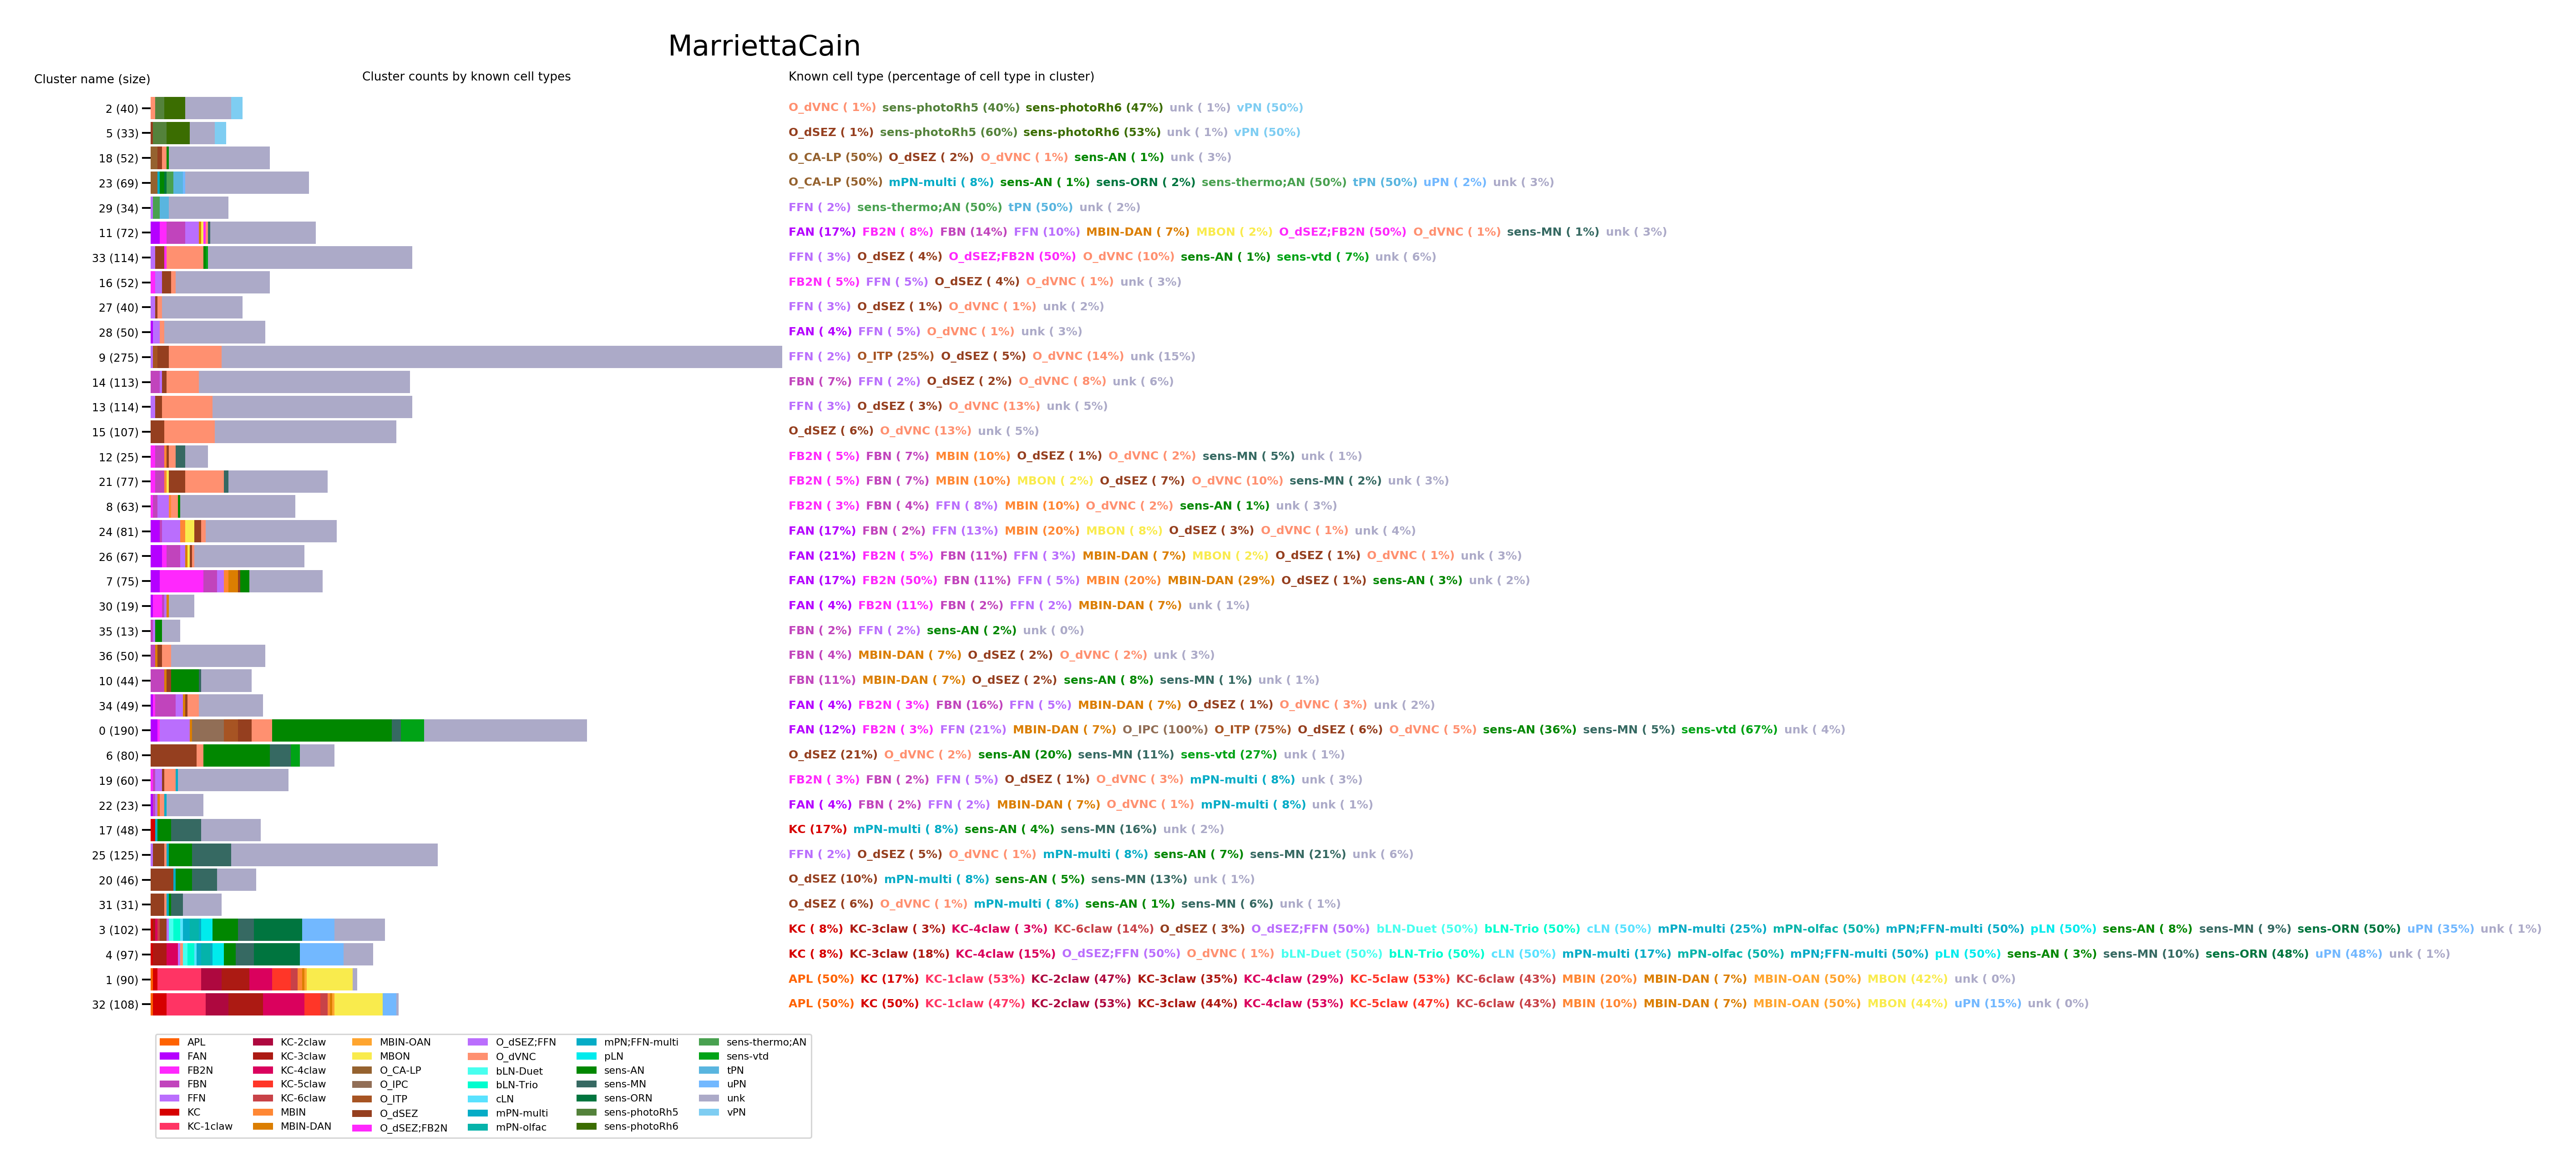 MarriettaCain
Cluster name (size) Cluster counts by known cell types Known cell type (percentage of cell type in cluster)
2 (40) O_dVNC ( 1%) sens-photoRh5 (40%) sens-photoRh6 (47%) unk ( 1%) vPN (50%)
5 (33) O_dSEZ ( 1%) sens-photoRh5 (60%) sens-photoRh6 (53%) unk ( 1%) vPN (50%)
18 (52) O_CA-LP (50%) O_dSEZ ( 2%) O_dVNC ( 1%) sens-AN ( 1%) unk ( 3%)
23 (69) O_CA-LP (50%) mPN-multi ( 8%) sens-AN ( 1%) sens-ORN ( 2%) sens-thermo;AN (50%) tPN (50%) uPN ( 2%) unk ( 3%)
29 (34) FFN ( 2%) sens-thermo;AN (50%) tPN (50%) unk ( 2%)
11 (72) FAN (17%) FB2N ( 8%) FBN (14%) FFN (10%) MBIN-DAN ( 7%) MBON ( 2%) O_dSEZ;FB2N (50%) O_dVNC ( 1%) sens-MN ( 1%) unk ( 3%)
33 (114) FFN ( 3%) O_dSEZ ( 4%) O_dSEZ;FB2N (50%) O_dVNC (10%) sens-AN ( 1%) sens-vtd ( 7%) unk ( 6%)
16 (52) FB2N ( 5%) FFN ( 5%) O_dSEZ ( 4%) O_dVNC ( 1%) unk ( 3%)
27 (40) FFN ( 3%) O_dSEZ ( 1%) O_dVNC ( 1%) unk ( 2%)
28 (50) FAN ( 4%) FFN ( 5%) O_dVNC ( 1%) unk ( 3%)
9 (275) FFN ( 2%) O_ITP (25%) O_dSEZ ( 5%) O_dVNC (14%) unk (15%)
14 (113) FBN ( 7%) FFN ( 2%) O_dSEZ ( 2%) O_dVNC ( 8%) unk ( 6%)
13 (114) FFN ( 3%) O_dSEZ ( 3%) O_dVNC (13%) unk ( 5%)
15 (107) O_dSEZ ( 6%) O_dVNC (13%) unk ( 5%)
12 (25) FB2N ( 5%) FBN ( 7%) MBIN (10%) O_dSEZ ( 1%) O_dVNC ( 2%) sens-MN ( 5%) unk ( 1%)
21 (77) FB2N ( 5%) FBN ( 7%) MBIN (10%) MBON ( 2%) O_dSEZ ( 7%) O_dVNC (10%) sens-MN ( 2%) unk ( 3%)
8 (63) FB2N ( 3%) FBN ( 4%) FFN ( 8%) MBIN (10%) O_dVNC ( 2%) sens-AN ( 1%) unk ( 3%)
24 (81) FAN (17%) FBN ( 2%) FFN (13%) MBIN (20%) MBON ( 8%) O_dSEZ ( 3%) O_dVNC ( 1%) unk ( 4%)
26 (67) FAN (21%) FB2N ( 5%) FBN (11%) FFN ( 3%) MBIN-DAN ( 7%) MBON ( 2%) O_dSEZ ( 1%) O_dVNC ( 1%) unk ( 3%)
7 (75) FAN (17%) FB2N (50%) FBN (11%) FFN ( 5%) MBIN (20%) MBIN-DAN (29%) O_dSEZ ( 1%) sens-AN ( 3%) unk ( 2%)
30 (19) FAN ( 4%) FB2N (11%) FBN ( 2%) FFN ( 2%) MBIN-DAN ( 7%) unk ( 1%)
35 (13) FBN ( 2%) FFN ( 2%) sens-AN ( 2%) unk ( 0%)
36 (50) FBN ( 4%) MBIN-DAN ( 7%) O_dSEZ ( 2%) O_dVNC ( 2%) unk ( 3%)
10 (44) FBN (11%) MBIN-DAN ( 7%) O_dSEZ ( 2%) sens-AN ( 8%) sens-MN ( 1%) unk ( 1%)
34 (49) FAN ( 4%) FB2N ( 3%) FBN (16%) FFN ( 5%) MBIN-DAN ( 7%) O_dSEZ ( 1%) O_dVNC ( 3%) unk ( 2%)
0 (190) FAN (12%) FB2N ( 3%) FFN (21%) MBIN-DAN ( 7%) O_IPC (100%) O_ITP (75%) O_dSEZ ( 6%) O_dVNC ( 5%) sens-AN (36%) sens-MN ( 5%) sens-vtd (67%) unk ( 4%)
6 (80) O_dSEZ (21%) O_dVNC ( 2%) sens-AN (20%) sens-MN (11%) sens-vtd (27%) unk ( 1%)
19 (60) FB2N ( 3%) FBN ( 2%) FFN ( 5%) O_dSEZ ( 1%) O_dVNC ( 3%) mPN-multi ( 8%) unk ( 3%)
22 (23) FAN ( 4%) FBN ( 2%) FFN ( 2%) MBIN-DAN ( 7%) O_dVNC ( 1%) mPN-multi ( 8%) unk ( 1%)
17 (48) KC (17%) mPN-multi ( 8%) sens-AN ( 4%) sens-MN (16%) unk ( 2%)
25 (125) FFN ( 2%) O_dSEZ ( 5%) O_dVNC ( 1%) mPN-multi ( 8%) sens-AN ( 7%) sens-MN (21%) unk ( 6%)
20 (46) O_dSEZ (10%) mPN-multi ( 8%) sens-AN ( 5%) sens-MN (13%) unk ( 1%)
31 (31) O_dSEZ ( 6%) O_dVNC ( 1%) mPN-multi ( 8%) sens-AN ( 1%) sens-MN ( 6%) unk ( 1%)
3 (102) KC ( 8%) KC-3claw ( 3%) KC-4claw ( 3%) KC-6claw (14%) O_dSEZ ( 3%) O_dSEZ;FFN (50%) bLN-Duet (50%) bLN-Trio (50%) cLN (50%) mPN-multi (25%) mPN-olfac (50%) mPN;FFN-multi (50%) pLN (50%) sens-AN ( 8%) sens-MN ( 9%) sens-ORN (50%) uPN (35%) unk ( 1%)
4 (97) KC ( 8%) KC-3claw (18%) KC-4claw (15%) O_dSEZ;FFN (50%) O_dVNC ( 1%) bLN-Duet (50%) bLN-Trio (50%) cLN (50%) mPN-multi (17%) mPN-olfac (50%) mPN;FFN-multi (50%) pLN (50%) sens-AN ( 3%) sens-MN (10%) sens-ORN (48%) uPN (48%) unk ( 1%)
1 (90) APL (50%) KC (17%) KC-1claw (53%) KC-2claw (47%) KC-3claw (35%) KC-4claw (29%) KC-5claw (53%) KC-6claw (43%) MBIN (20%) MBIN-DAN ( 7%) MBIN-OAN (50%) MBON (42%) unk ( 0%)
32 (108) APL (50%) KC (50%) KC-1claw (47%) KC-2claw (53%) KC-3claw (44%) KC-4claw (53%) KC-5claw (47%) KC-6claw (43%) MBIN (10%) MBIN-DAN ( 7%) MBIN-OAN (50%) MBON (44%) uPN (15%) unk ( 0%)
APL KC-2claw MBIN-OAN O_dSEZ;FFN mPN;FFN-multi sens-thermo;AN
FAN KC-3claw MBON O_dVNC pLN sens-vtd
FB2N KC-4claw O_CA-LP bLN-Duet sens-AN tPN
FBN KC-5claw O_IPC bLN-Trio sens-MN uPN
FFN KC-6claw O_ITP cLN sens-ORN unk
KC MBIN O_dSEZ mPN-multi sens-photoRh5 vPN
KC-1claw MBIN-DAN O_dSEZ;FB2N mPN-olfac sens-photoRh6